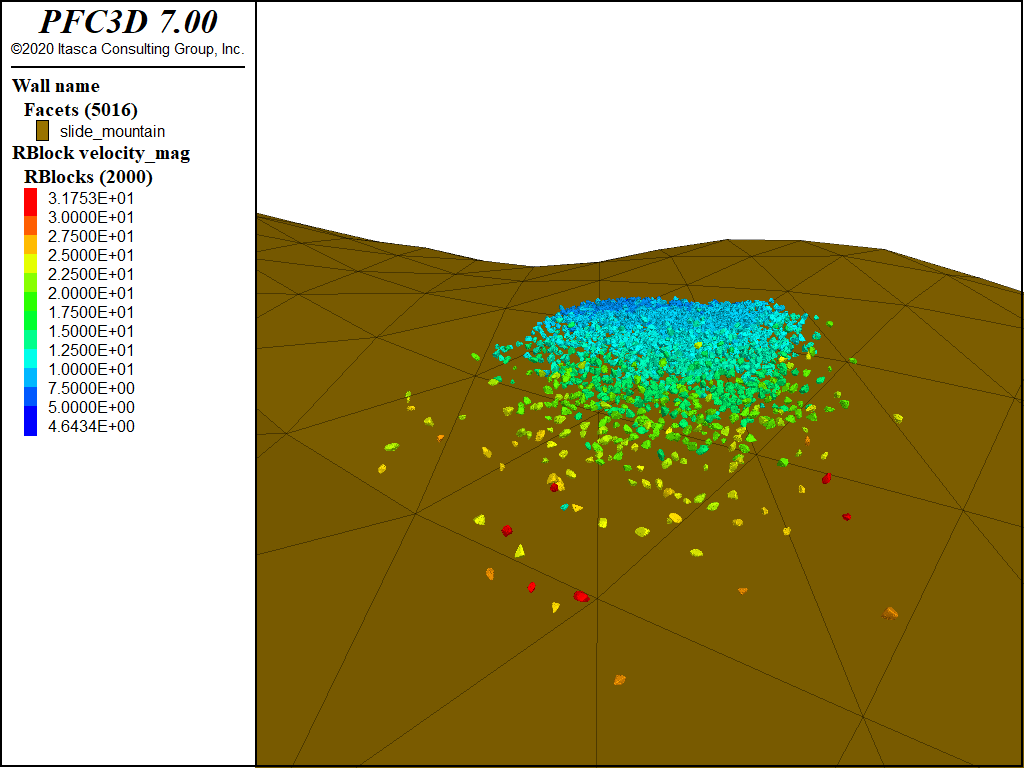 PFC3D 7.00
©2020 Itasca Consulting Group, Inc.
Wall name
Facets (5016)
slide_mountain
RBlock velocity_mag
RBlocks (2000)
3.1753E+01
3.0000E+01
2.7500E+01
2.5000E+01
2.2500E+01
2.0000E+01
1.7500E+01
1.5000E+01
1.2500E+01
1.0000E+01
7.5000E+00
5.0000E+00
4.6434E+00